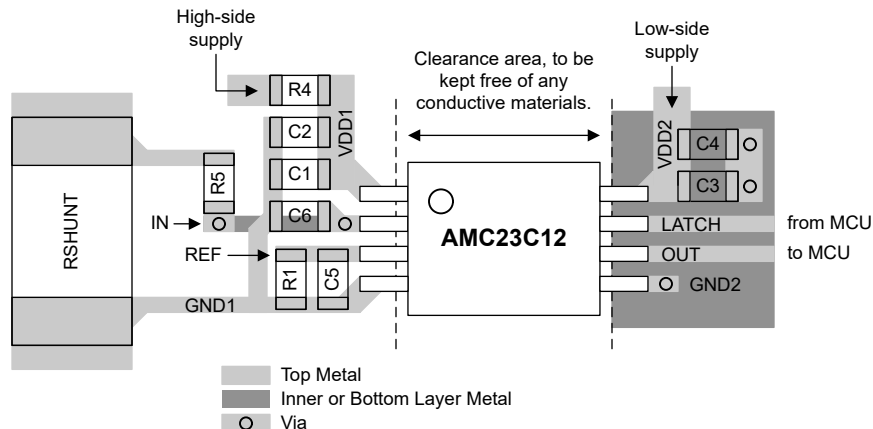 High-side
supply
Low-side
supply
Clearance area, to be
kept free of any
conductive materials.
R4
C2
C1
C6
VDD1
VDD2
C4
C3
R5
RSHUNT
IN
REF
GND1
R1
C5
AMC23C12
LATCH
from MCU
OUT
to MCU
GND2
Top Metal
Inner or Bottom Layer Metal
Via